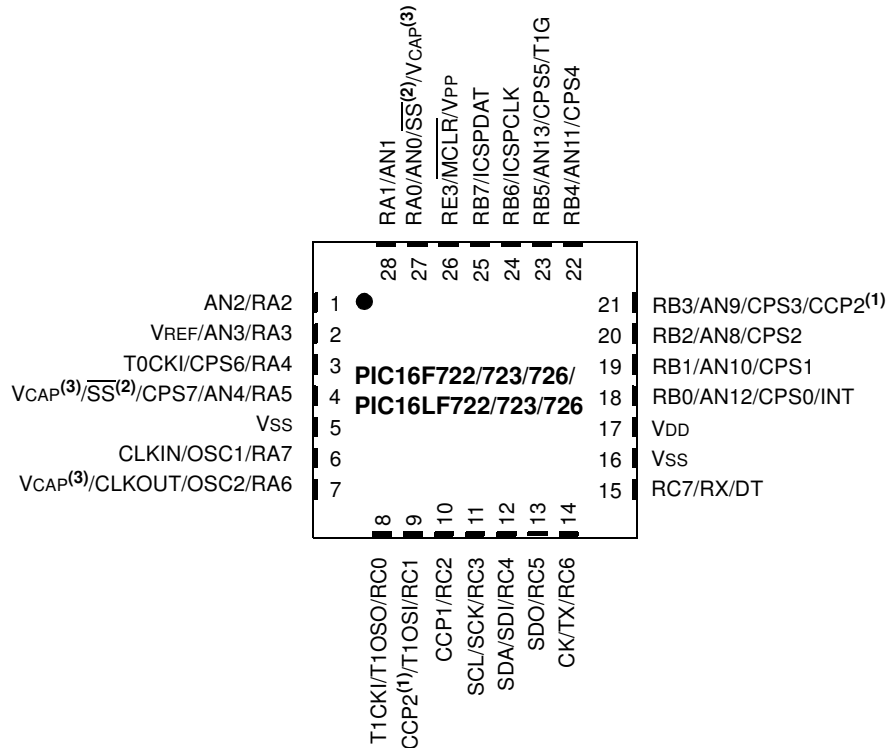 RA1/AN1
RA0/AN0/SS(2)/VCAP(3)
RE3/MCLR/VPP
RB7/ICSPDAT
RB6/ICSPCLK
RB5/AN13/CPS5/T1G
RB4/AN11/CPS4
28 27 26 25 24 23 22
AN2/RA2 1
VREF/AN3/RA3 2
T0CKI/CPS6/RA4 3
VCAP(3)/SS(2)/CPS7/AN4/RA5 4
VSS 5
CLKIN/OSC1/RA7 6
VCAP(3)/CLKOUT/OSC2/RA6 7
PIC16F722/723/726/
PIC16LF722/723/726
21 RB3/AN9/CPS3/CCP2(1)
20 RB2/AN8/CPS2
19 RB1/AN10/CPS1
18 RB0/AN12/CPS0/INT
17 VDD
16 VSS
15 RC7/RX/DT
8 9 10 11 12 13 14
T1CKI/T1OSO/RC0
CCP2(1)/T1OSI/RC1
CCP1/RC2
SCL/SCK/RC3
SDA/SDI/RC4
SDO/RC5
CK/TX/RC6